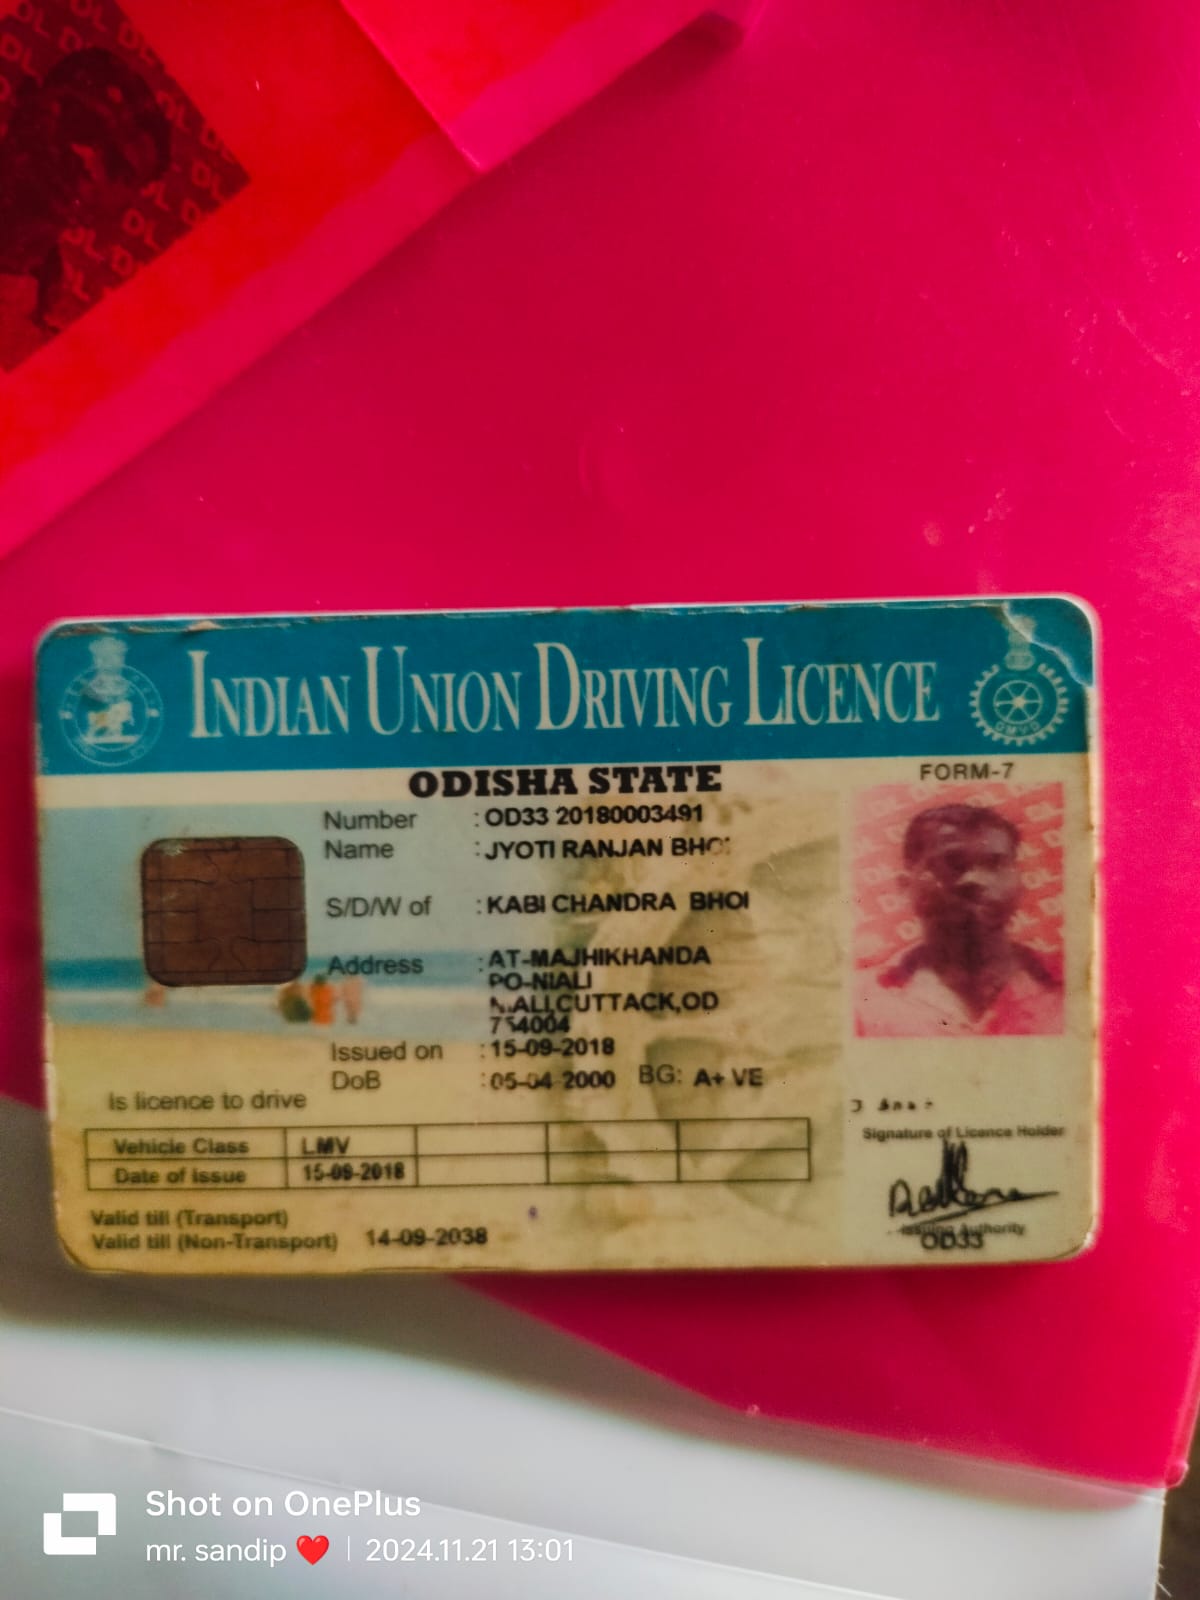 INDIAN UNION DRIVING LICENCE
ODISHA STATE
FORM-7
Number : OD33 20180003491
Name : JYOTI RANJAN
S/D/W of : KABI CHANDRA BHOI
Address : AT-MAJHIKHANDA
PO-NIALI
CUTTACK,OD
754004
Issued on : 15-09-2018
DoB : 05-04-2000 BG: A+ VE
Is licence to drive
Signature of Licence Holder
Vehicle Class LMV
Date of issue 15-09-2018
Valid till (Transport)
Valid till (Non-Transport) 14-09-2038
Issuing Authority
OD33
Shot on OnePlus
mr. sandip ❤️ | 2024.11.21 13:01